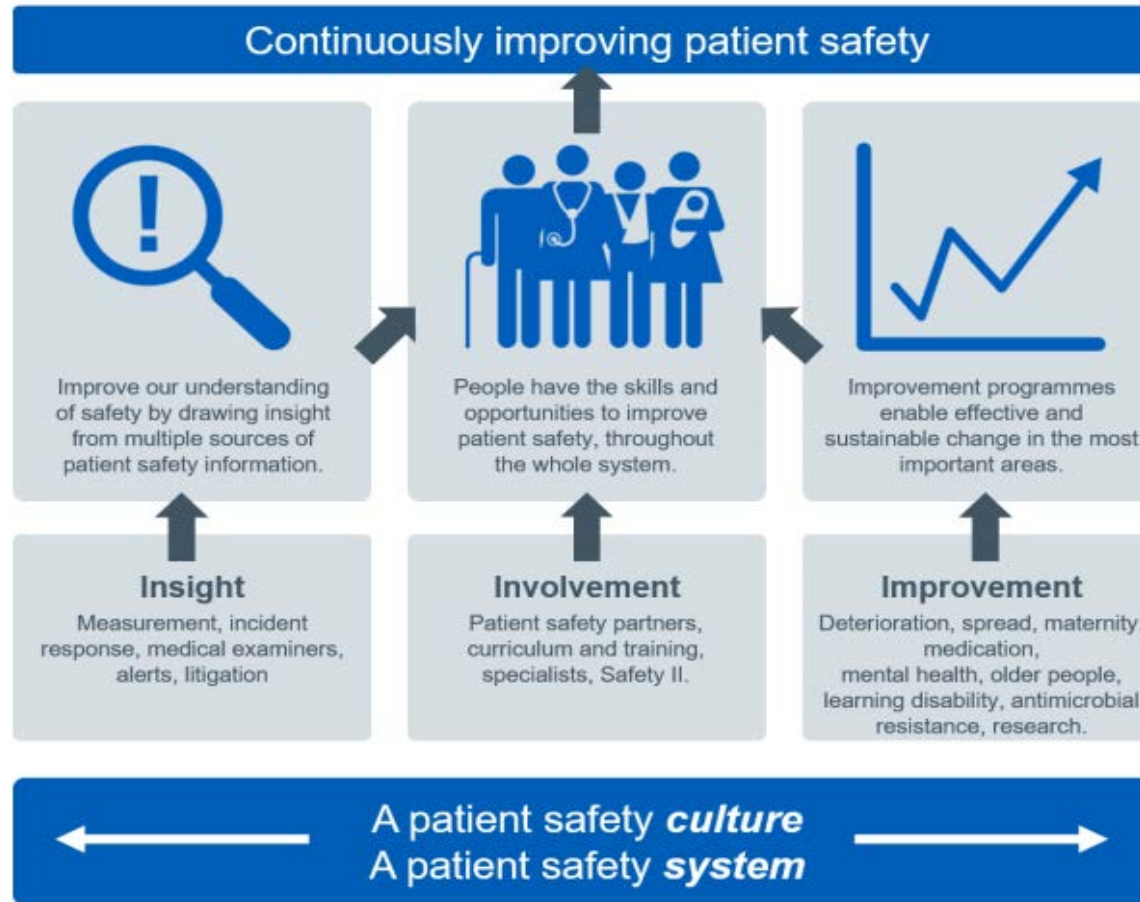 Continuously improving patient safety
!
Improve our understanding
of safety by drawing insight
from multiple sources of
patient safety information.
People have the skills and
opportunities to improve
patient safety, throughout
the whole system.
Improvement programmes
enable effective and
sustainable change in the most
important areas.
Insight
Measurement, incident
response, medical examiners,
alerts, litigation
Involvement
Patient safety partners,
curriculum and training,
specialists, Safety II.
Improvement
Deterioration, spread, maternity
medication,
mental health, older people,
learning disability, antimicrobial
resistance, research.
A patient safety culture
A patient safety system